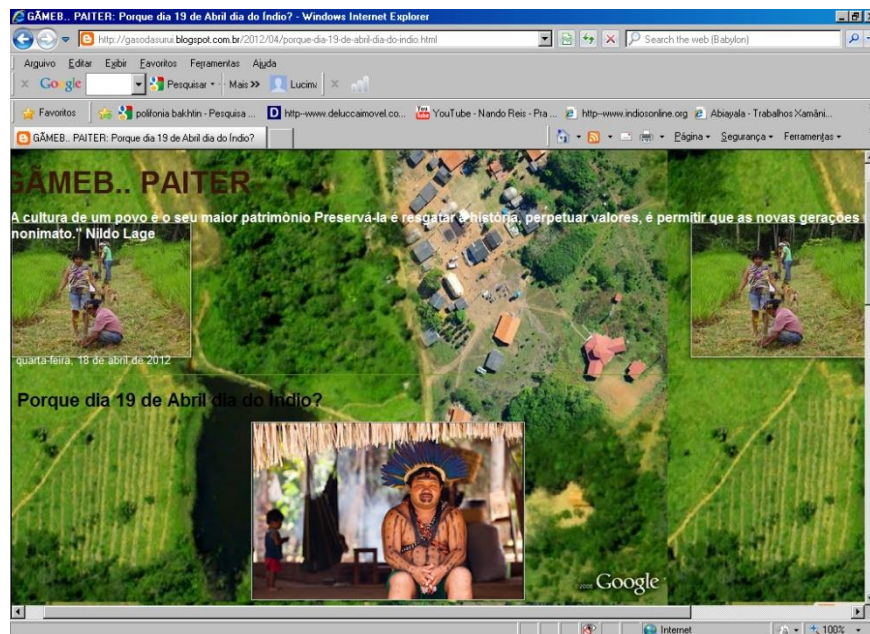 GÃMEB.. PAITER: Porque dia 19 de Abril dia do Índio? - Windows Internet Explorer
http://gasodasurui.blogspot.com.br/2012/04/porque-dia-19-de-abril-dia-do-indio.html
Search the web (Babylon)
Arquivo Editar Exibir Favoritos Ferramentas Ajuda
Google Pesquisar Mais >>
Favoritos polifonia bakhtin - Pesquisa ... http--www.deluccaimovel.co... YouTube - Nando Reis - Pra ... http--www.indiosonline.org Abiayala - Trabalhos Xamâni...
GÃMEB.. PAITER: Porque dia 19 de Abril dia do Índio? Página Segurança Ferramentas
GÃMEB.. PAITER
A cultura de um povo é o seu maior patrimônio Preservá-la é resgatar a história, perpetuar valores, é permitir que as novas gerações
nonimato." Nildo Lage
quarta-feira, 18 de abril de 2012
Porque dia 19 de Abril dia do Índio?
Google
Internet 100%